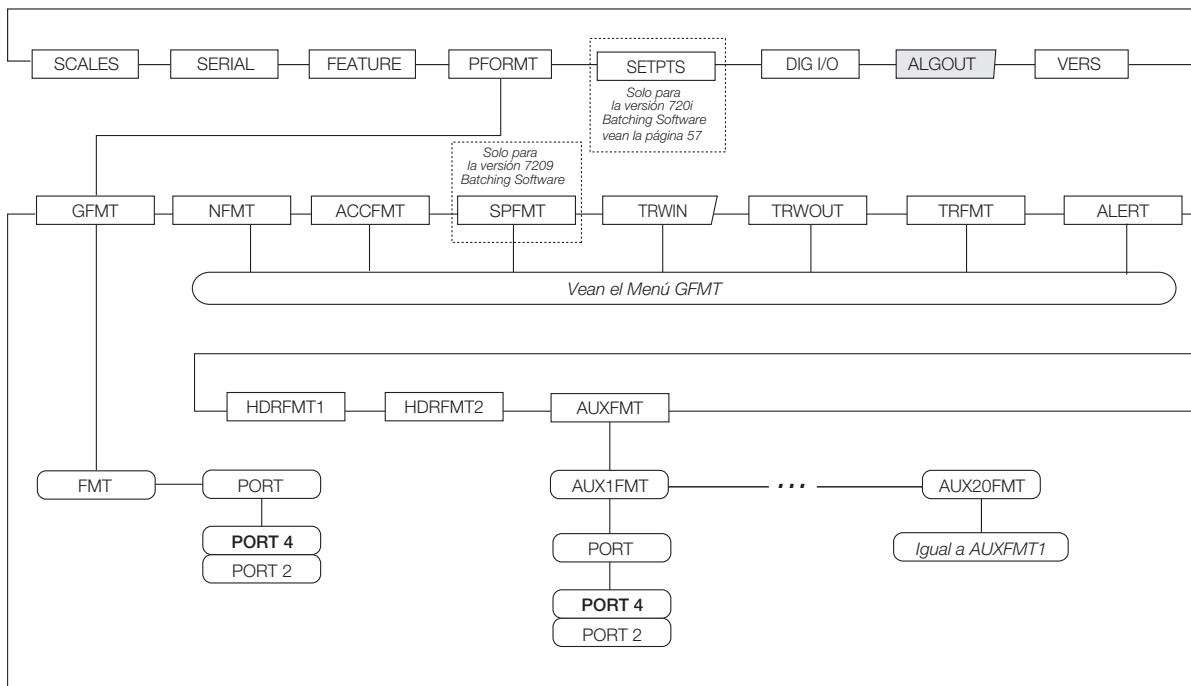 SCALES
SERIAL
FEATURE
PFORMT
SETPTS
DIG I/O
ALGOUT
VERS
Solo para
la versión 720i
Batching Software
vean la página 57
Solo para
la versión 7209
Batching Software
GFMT
NFMT
ACCFMT
SPFMT
TRWIN
TRWOUT
TRFMT
ALERT
Vean el Menú GFMT
HDRFMT1
HDRFMT2
AUXFMT
FMT
PORT
AUX1FMT
...
AUX20FMT
PORT 4
PORT 2
PORT
Igual a AUXFMT1
PORT 4
PORT 2